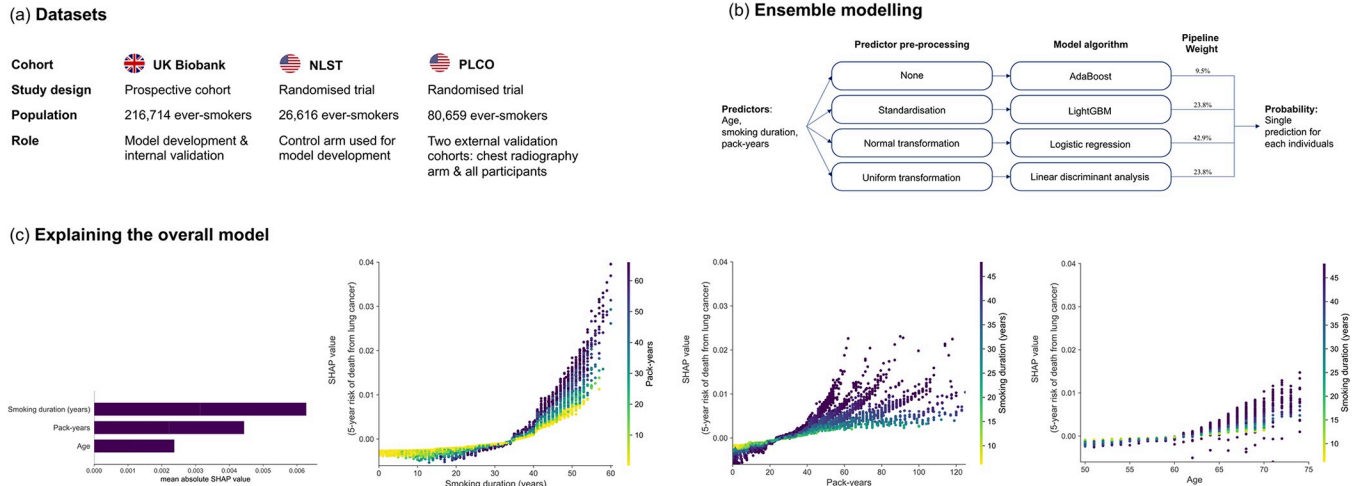 (a) Datasets
Cohort UK Biobank NLST PLCO
Study design Prospective cohort Randomised trial Randomised trial
Population 216,714 ever-smokers 26,616 ever-smokers 80,659 ever-smokers
Role Model development & Control arm used for Two external validation
internal validation model development cohorts: chest radiography
arm & all participants
(b) Ensemble modelling
Predictor pre-processing Model algorithm Pipeline
Weight
Predictors:
Age,
smoking duration,
pack-years
None AdaBoost 9.5%
Standardisation LightGBM 23.8%
Normal transformation Logistic regression 42.9%
Uniform transformation Linear discriminant analysis 23.8%
Probability:
Single
prediction for
each individuals
(c) Explaining the overall model
Smoking duration (years)
Pack-years
Age
0.000 0.001 0.002 0.003 0.004 0.005 0.006
mean absolute SHAP value
SHAP value
(5-year risk of death from lung cancer)
0.04
0.03
0.02
0.01
0.00
0 10 20 30 40 50 60
Smoking duration (years)
60
50
40
30
20
10
Pack-years
SHAP value
(5-year risk of death from lung cancer)
0.04
0.03
0.02
0.01
0.00
0 20 40 60 80 100 120
Pack-years
45
40
35
30
25
20
15
10
Smoking duration (years)
SHAP value
(5-year risk of death from lung cancer)
0.04
0.03
0.02
0.01
0.00
50 55 60 65 70 75
Age
45
40
35
30
25
20
15
10
Smoking duration (years)